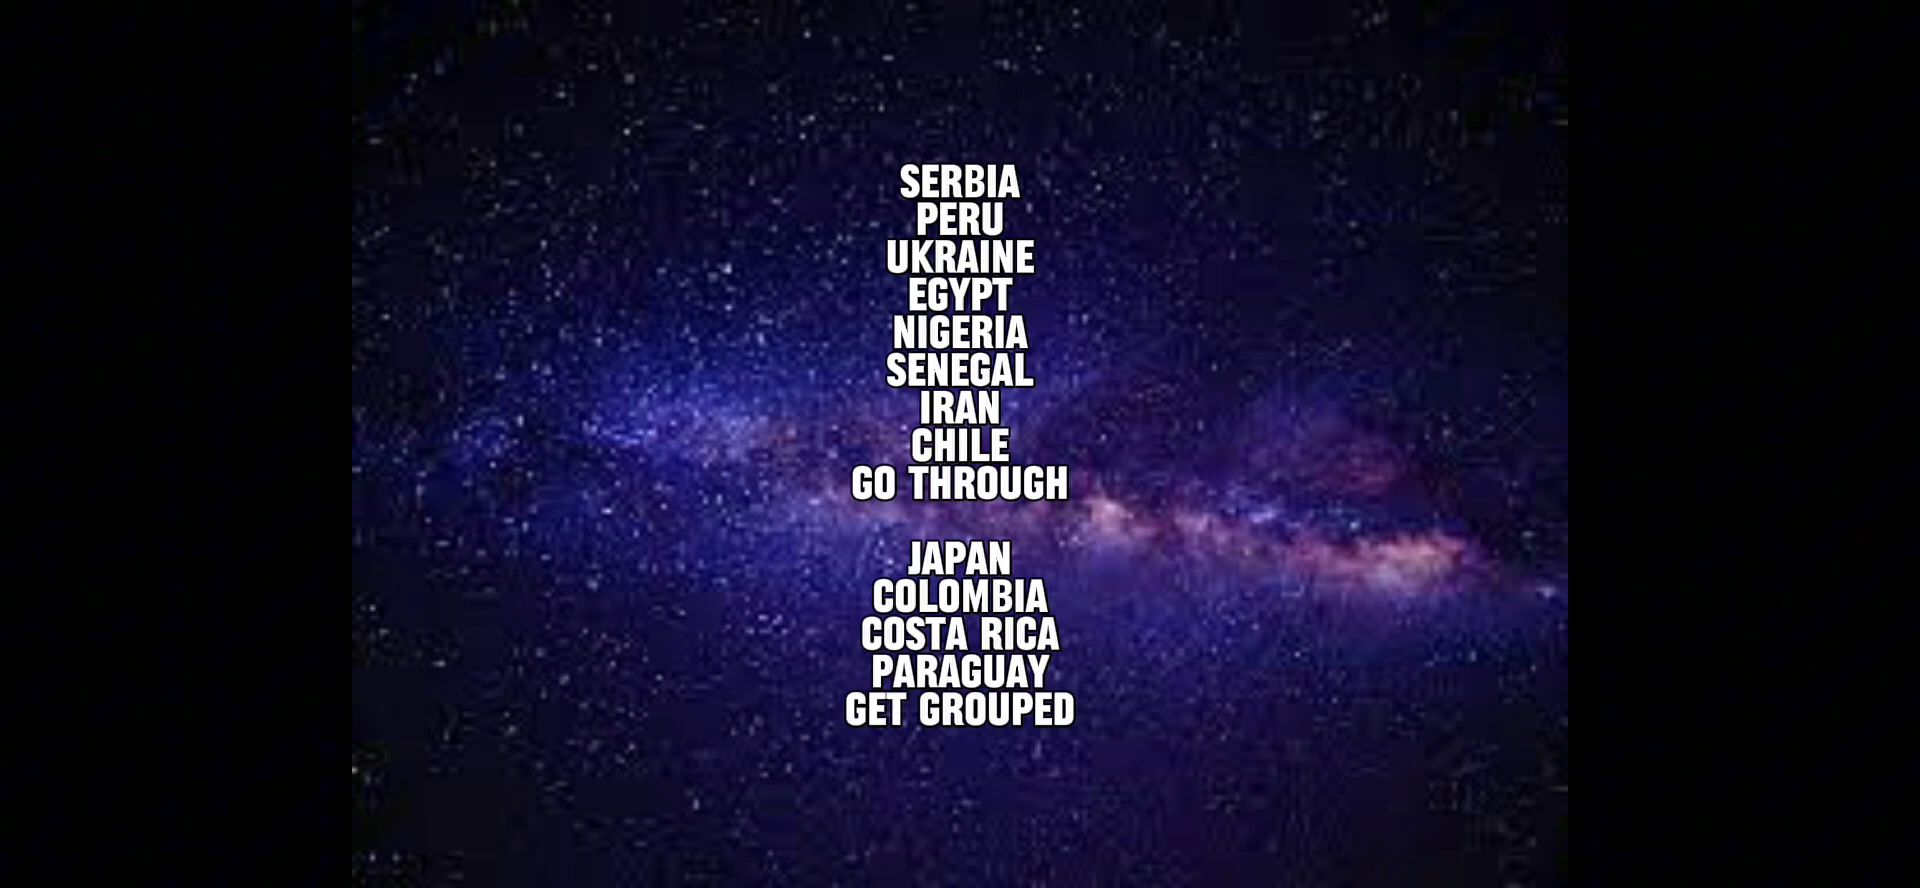 SERBIA
PERU
UKRAINE
EGYPT
NIGERIA
SENEGAL
IRAN
CHILE
GO THROUGH
JAPAN
COLOMBIA
COSTA RICA
PARAGUAY
GET GROUPED